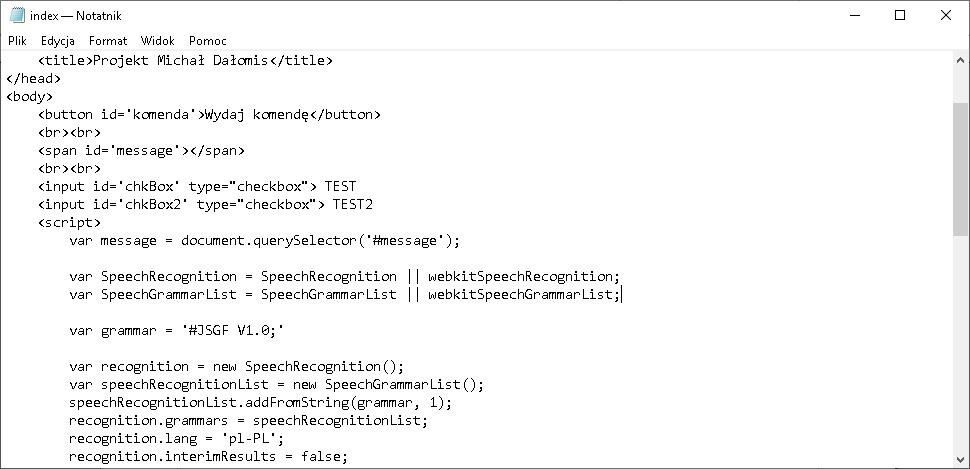 index — Notatnik
Plik Edycja Format Widok Pomoc
<title>Projekt Michał Dałomis</title>
</head>
<body>
<button id='komenda'>Wydaj komendę</button>
<br><br>
<span id='message'></span>
<br><br>
<input id='chkBox' type="checkbox"> TEST
<input id='chkBox2' type="checkbox"> TEST2
<script>
var message = document.querySelector('#message');
var SpeechRecognition = SpeechRecognition || webkitSpeechRecognition;
var SpeechGrammarList = SpeechGrammarList || webkitSpeechGrammarList;
var grammar = '#JSGF V1.0;'
var recognition = new SpeechRecognition();
var speechRecognitionList = new SpeechGrammarList();
speechRecognitionList.addFromString(grammar, 1);
recognition.grammars = speechRecognitionList;
recognition.lang = 'pl-PL';
recognition.interimResults = false;